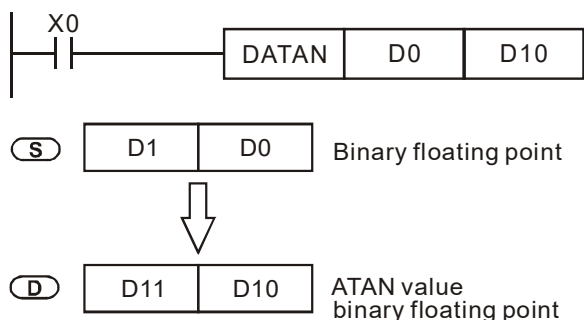 X0
DATAN D0 D10
S D1 D0 Binary floating point
D D11 D10 ATAN value
binary floating point